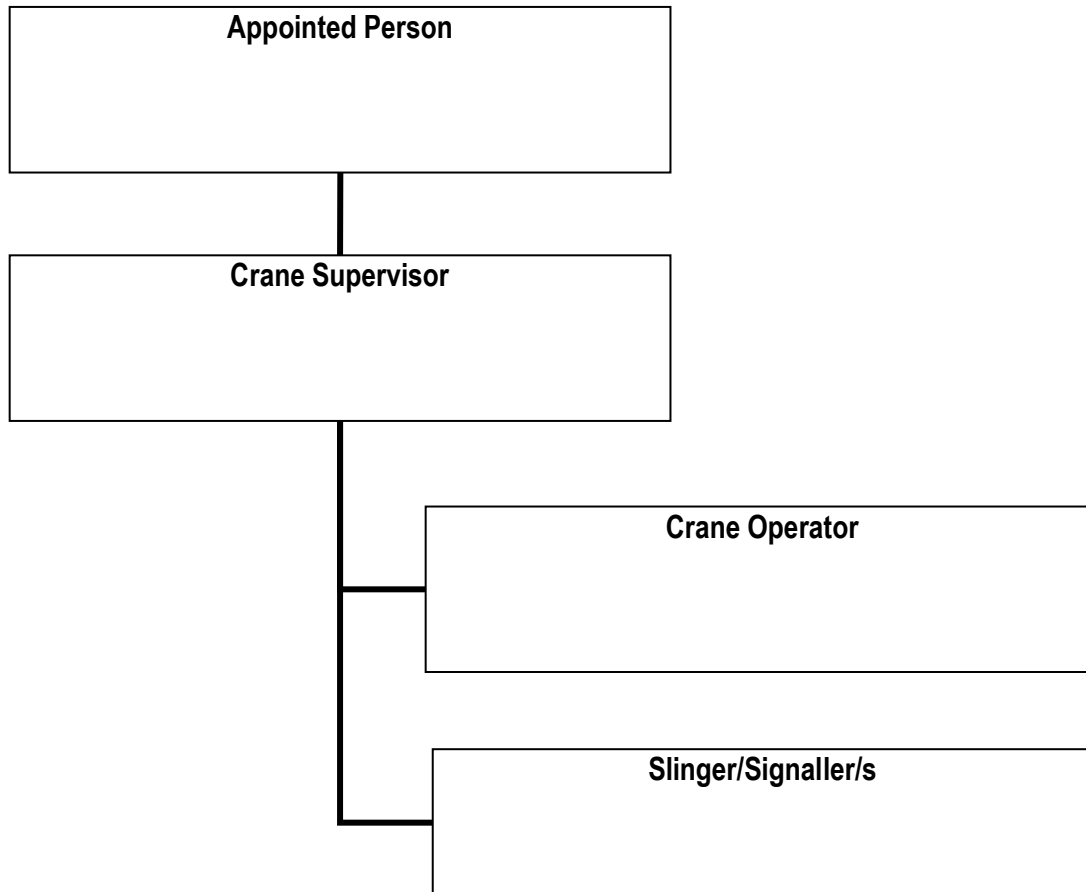 Appointed Person
Crane Supervisor
Crane Operator
Slinger/Signaller/s